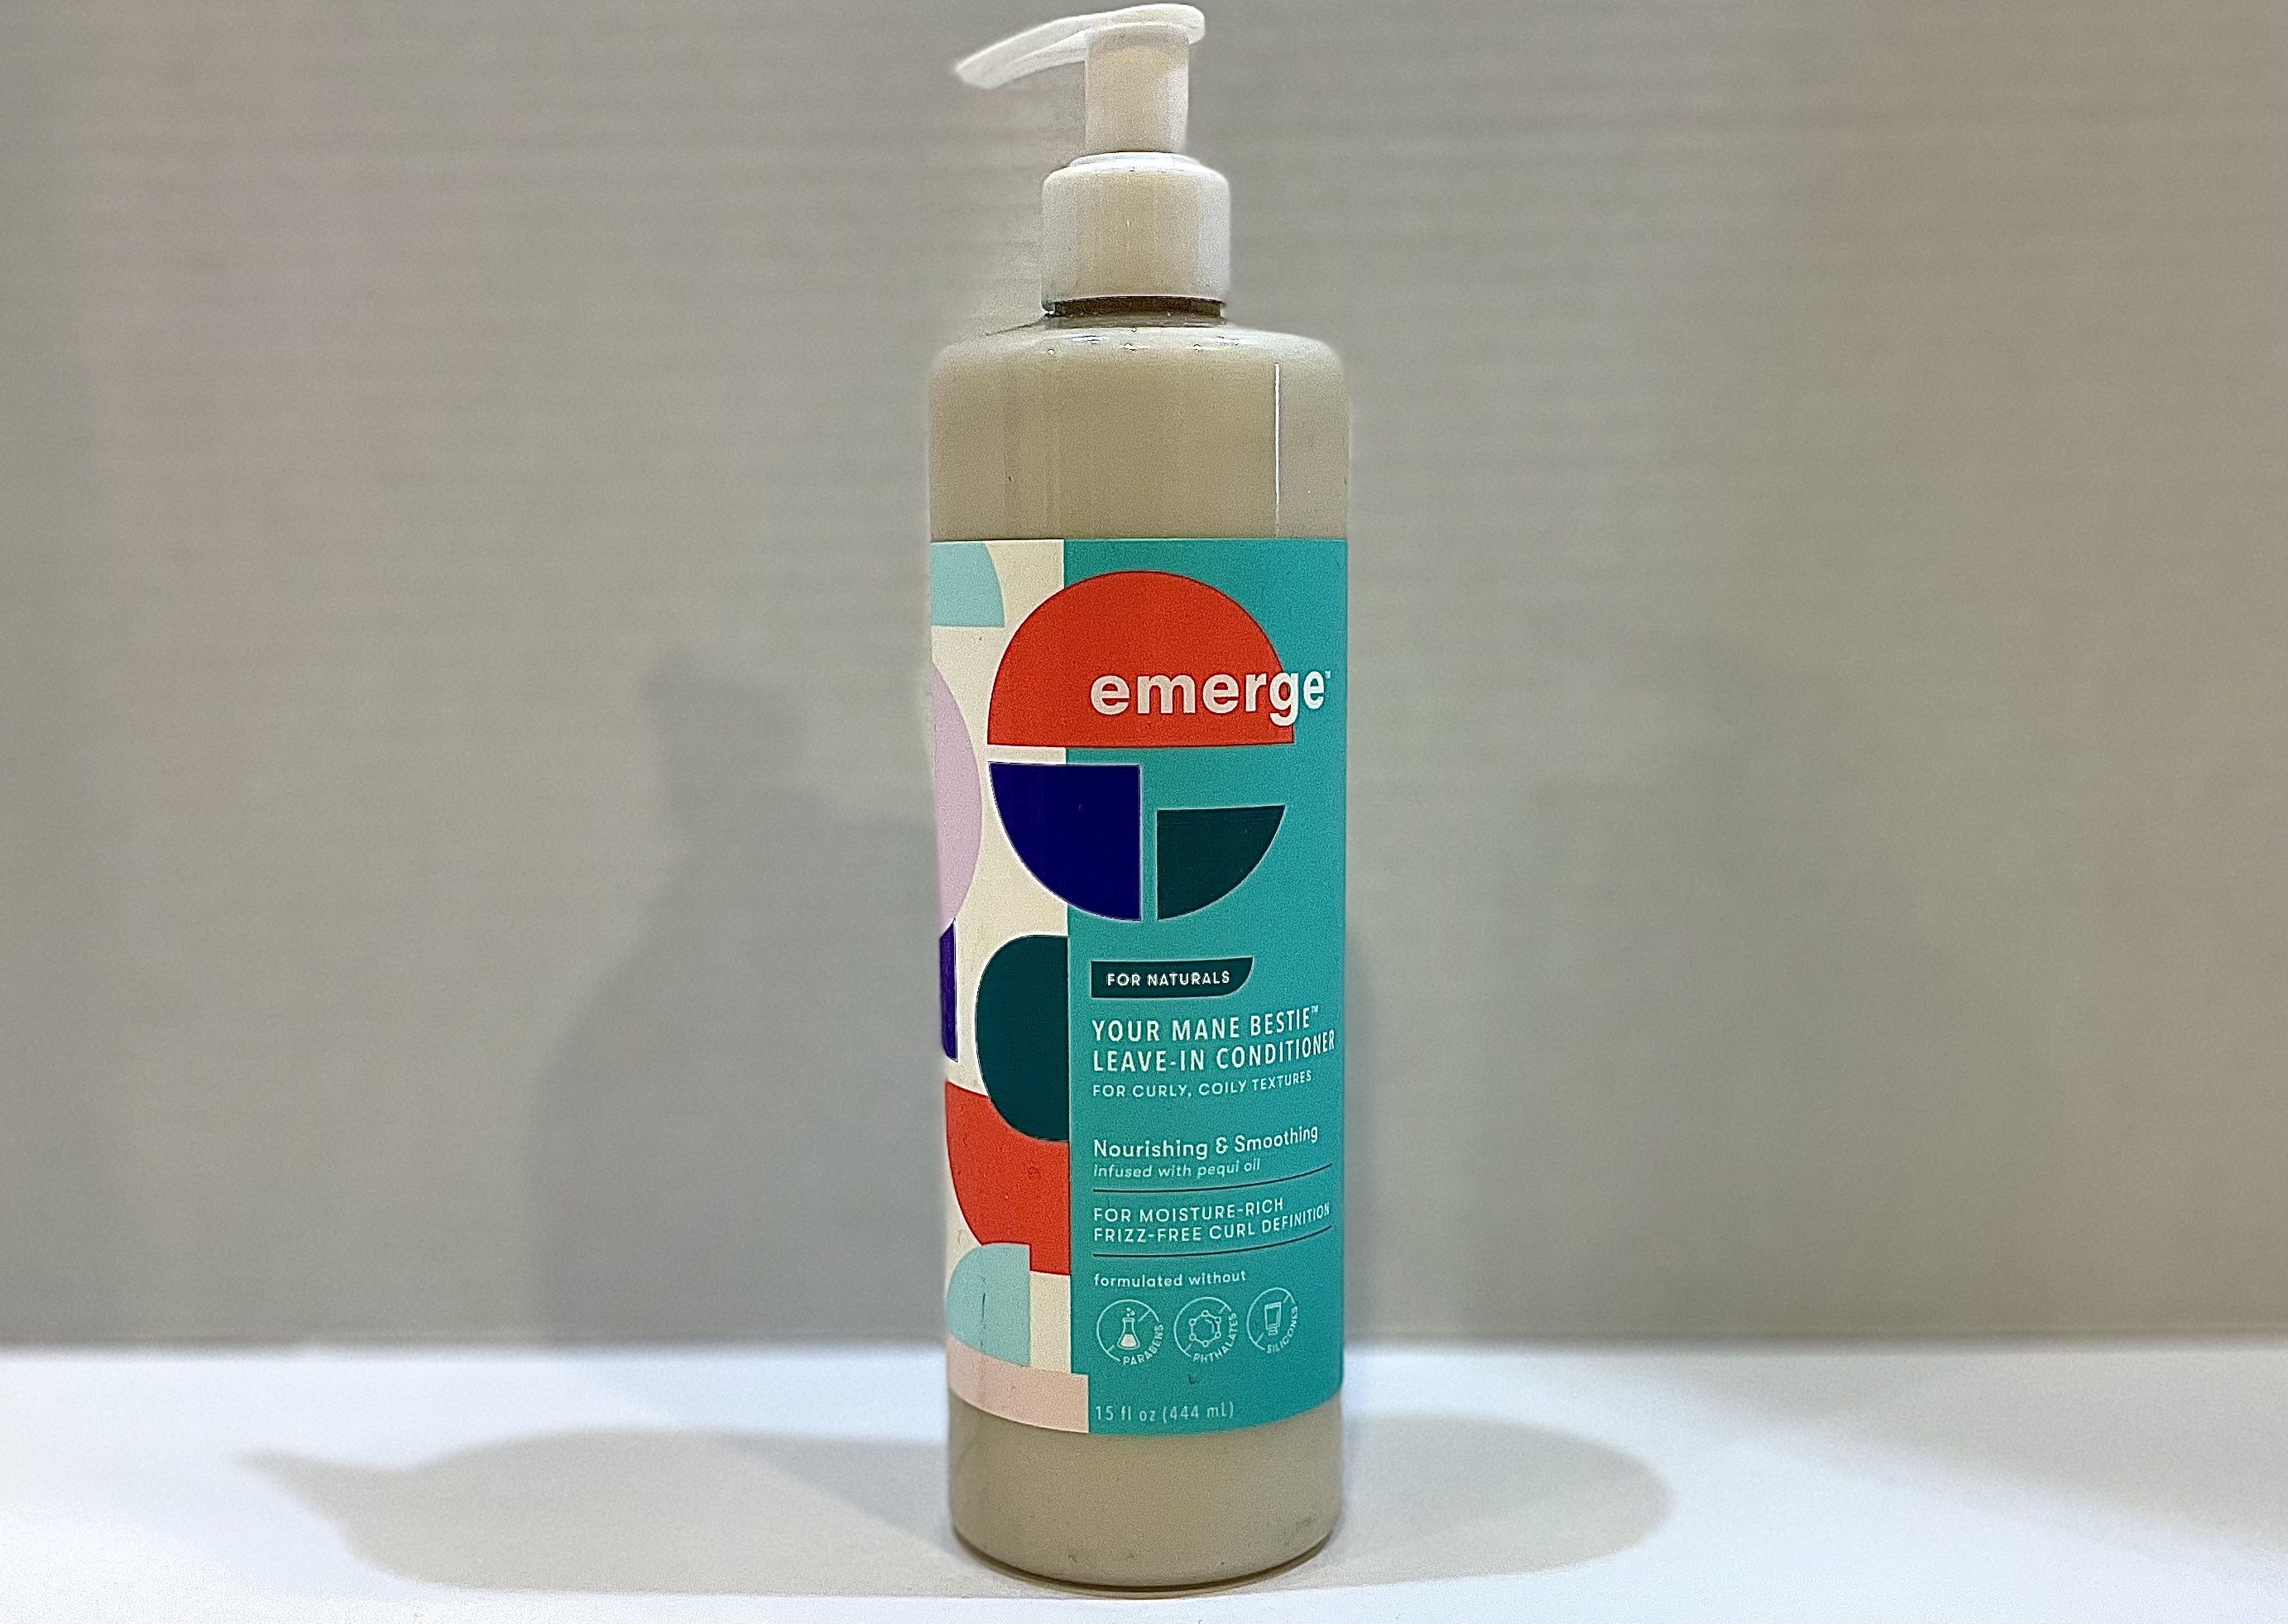 emerge™
FOR NATURALS
YOUR MANE BESTIE™
LEAVE-IN CONDITIONER
FOR CURLY, COILY TEXTURES
Nourishing & Smoothing
infused with pequi oil
FOR MOISTURE-RICH
FRIZZ-FREE CURL DEFINITION
formulated without
PARABENS PHTHALATES SILICONES
15 fl oz (444 mL)